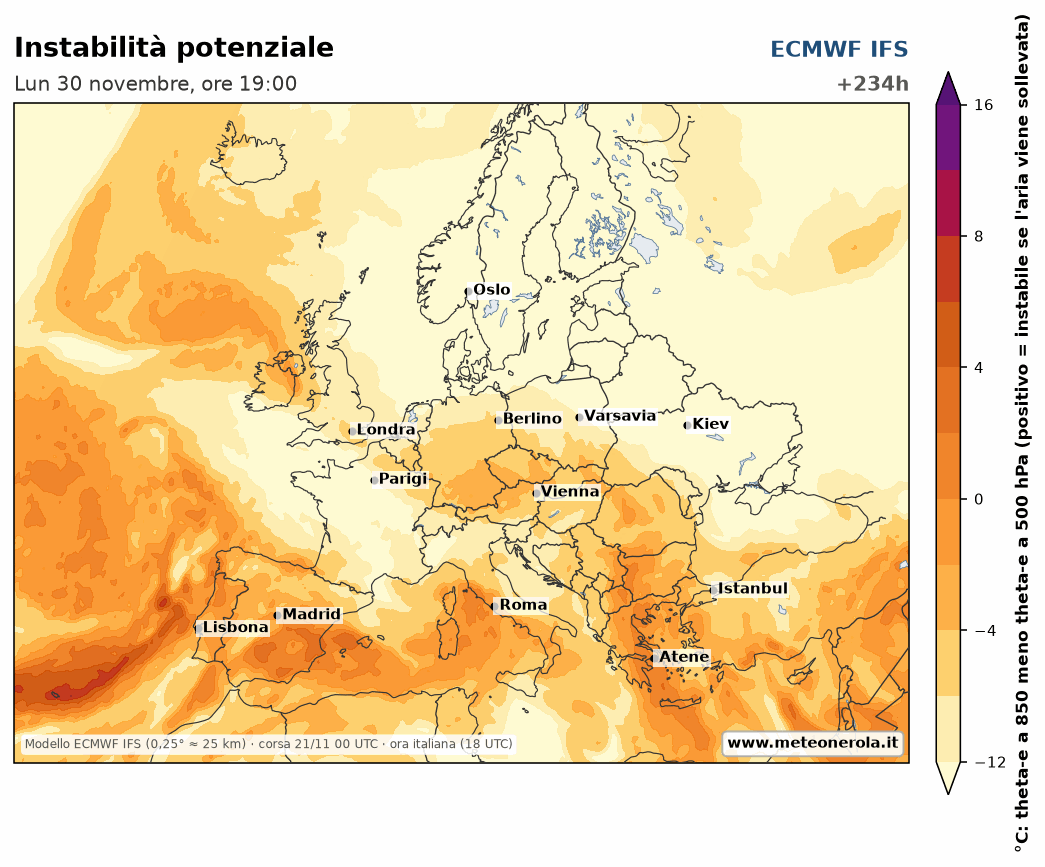 Instabilità potenziale
ECMWF IFS
Lun 30 novembre, ore 19:00
+234h
Oslo
Berlino
Varsavia
Kiev
Londra
Parigi
Vienna
Istanbul
Roma
Madrid
Lisbona
Atene
Modello ECMWF IFS (0,25° ≈ 25 km) · corsa 21/11 00 UTC · ora italiana (18 UTC)
www.meteonerola.it
16
8
4
0
−4
−12
°C: theta-e a 850 meno theta-e a 500 hPa (positivo = instabile se l'aria viene sollevata)